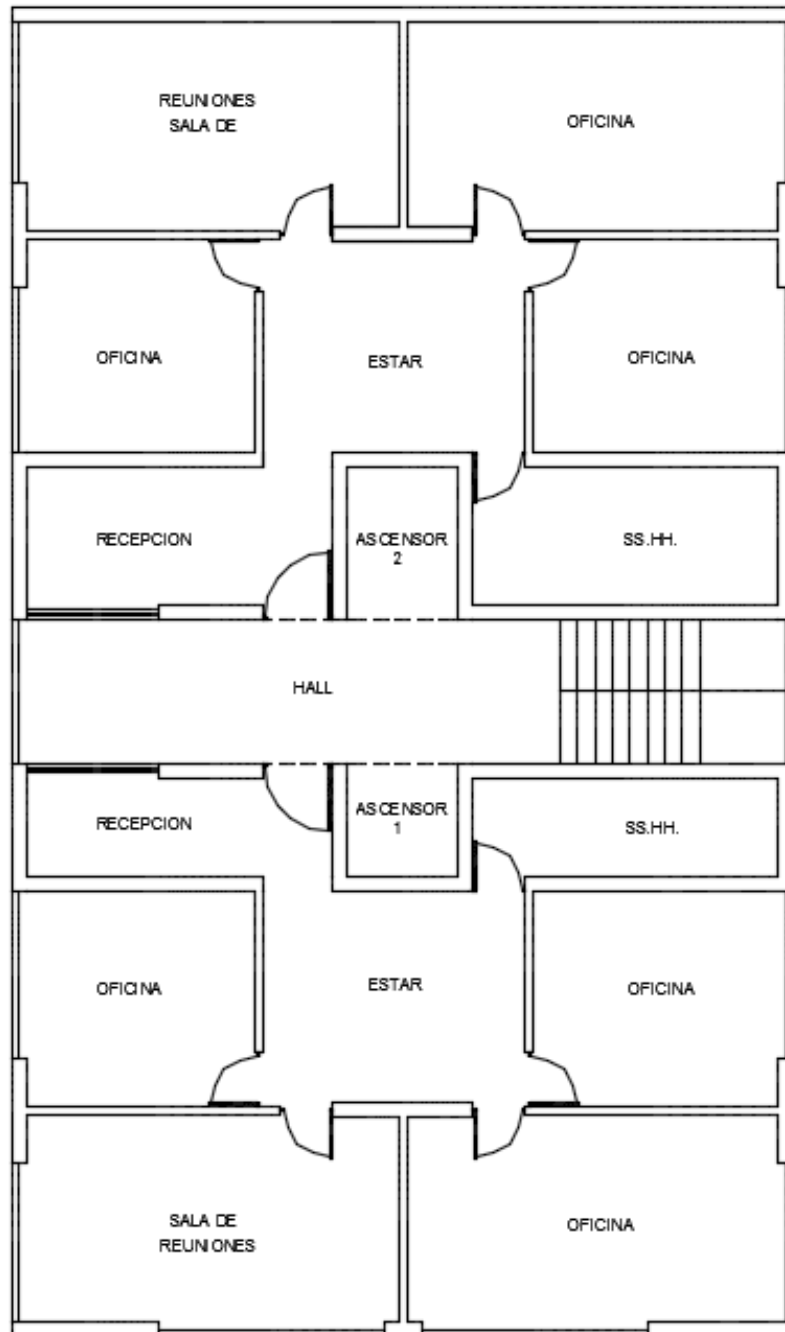 REUNIONES
SALA DE
OFICINA
OFICINA
ESTAR
OFICINA
RECEPCION
ASCENSOR
2
SS.HH.
HALL
RECEPCION
ASCENSOR
1
SS.HH.
OFICINA
ESTAR
OFICINA
SALA DE
REUNIONES
OFICINA